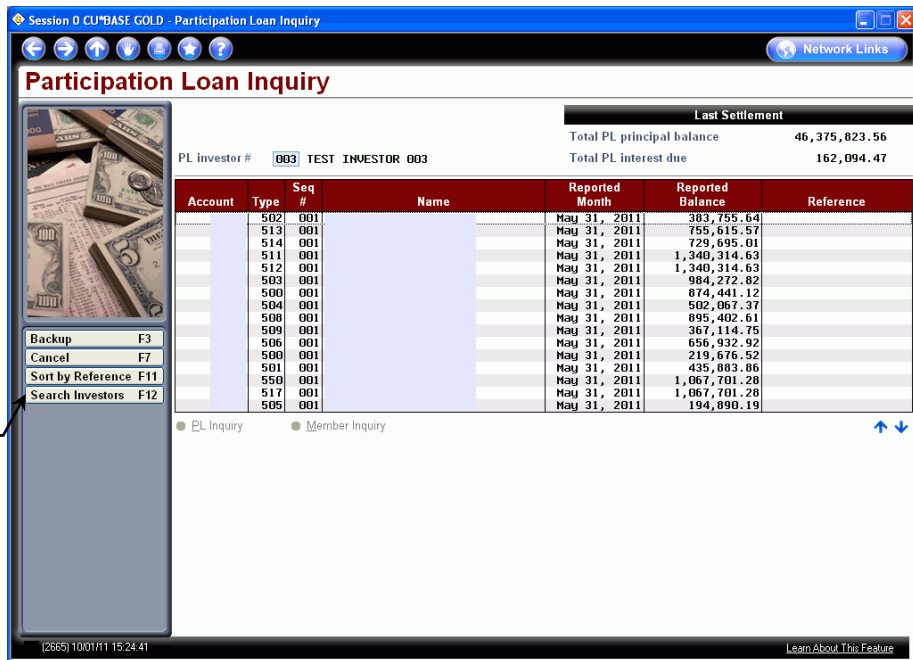 Session 0 CU*BASE GOLD - Participation Loan Inquiry
Network Links
Participation Loan Inquiry
Last Settlement
Total PL principal balance 46,375,823.56
PL investor # 003 TEST INVESTOR 003 Total PL interest due 162,094.47
Account Type Seq # Name Reported Month Reported Balance Reference
502 001 May 31, 2011 383,755.64
513 001 May 31, 2011 755,615.57
514 001 May 31, 2011 729,695.01
511 001 May 31, 2011 1,340,314.63
512 001 May 31, 2011 1,340,314.63
503 001 May 31, 2011 984,272.82
500 001 May 31, 2011 874,441.12
504 001 May 31, 2011 502,067.37
508 001 May 31, 2011 895,402.61
509 001 May 31, 2011 367,114.75
506 001 May 31, 2011 656,932.92
500 001 May 31, 2011 219,676.52
501 001 May 31, 2011 435,883.86
550 001 May 31, 2011 1,067,701.28
517 001 May 31, 2011 1,067,701.28
505 001 May 31, 2011 194,890.19
Backup F3
Cancel F7
Sort by Reference F11
Search Investors F12
PL Inquiry Member Inquiry
(2665) 10/01/11 15:24:41 Learn About This Feature